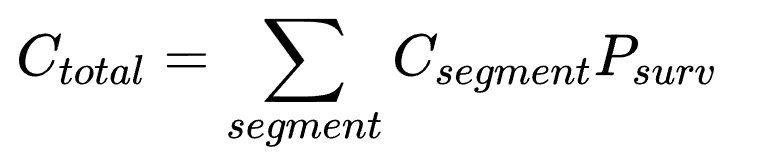 C_{total} = \sum_{segment} C_{segment} P_{surv}